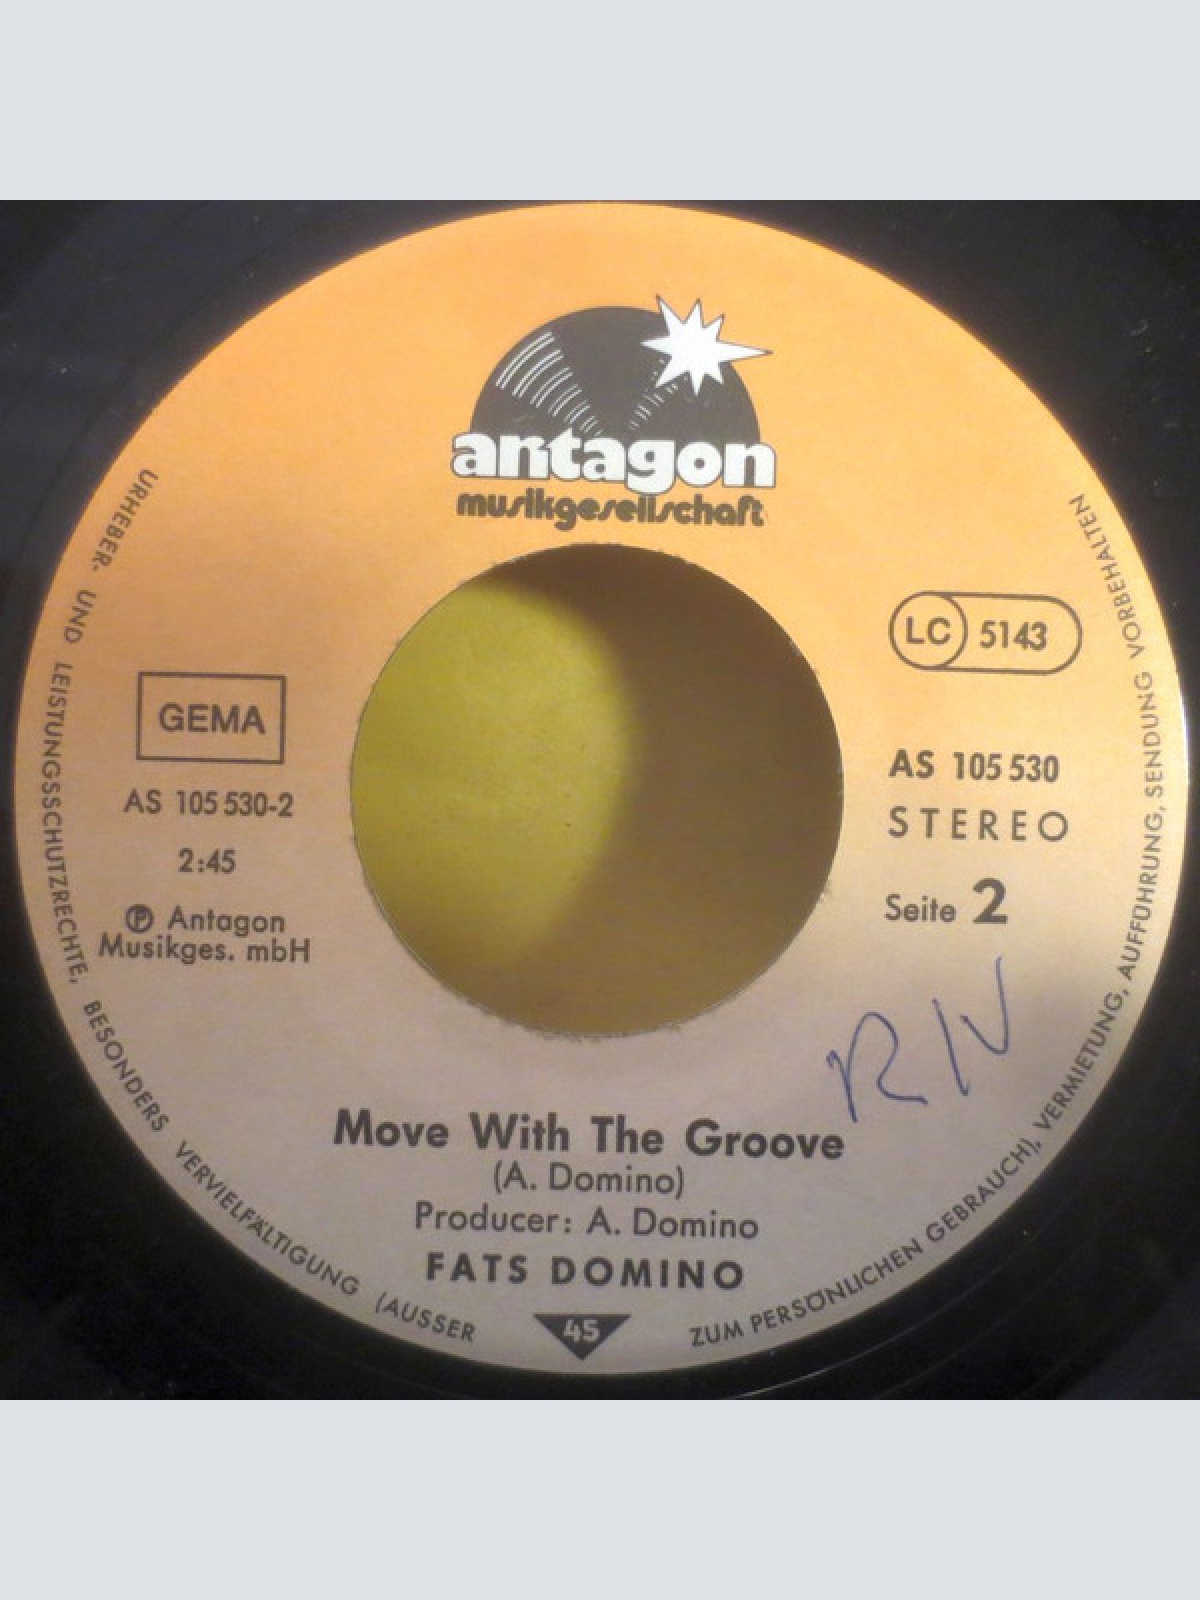 antagon
musikgesellschaft
LC 5143
GEMA
AS 105 530-2
2:45
Ⓟ Antagon
Musikges. mbH
AS 105 530
STEREO
Seite 2
R IV
Move With The Groove
(A. Domino)
Producer: A. Domino
FATS DOMINO
45
URHEBER- UND LEISTUNGSSCHUTZRECHTE, BESONDERS VERVIELFÄLTIGUNG (AUSSER ZUM PERSÖNLICHEN GEBRAUCH), VERMIETUNG, AUFFÜHRUNG, SENDUNG VORBEHALTEN